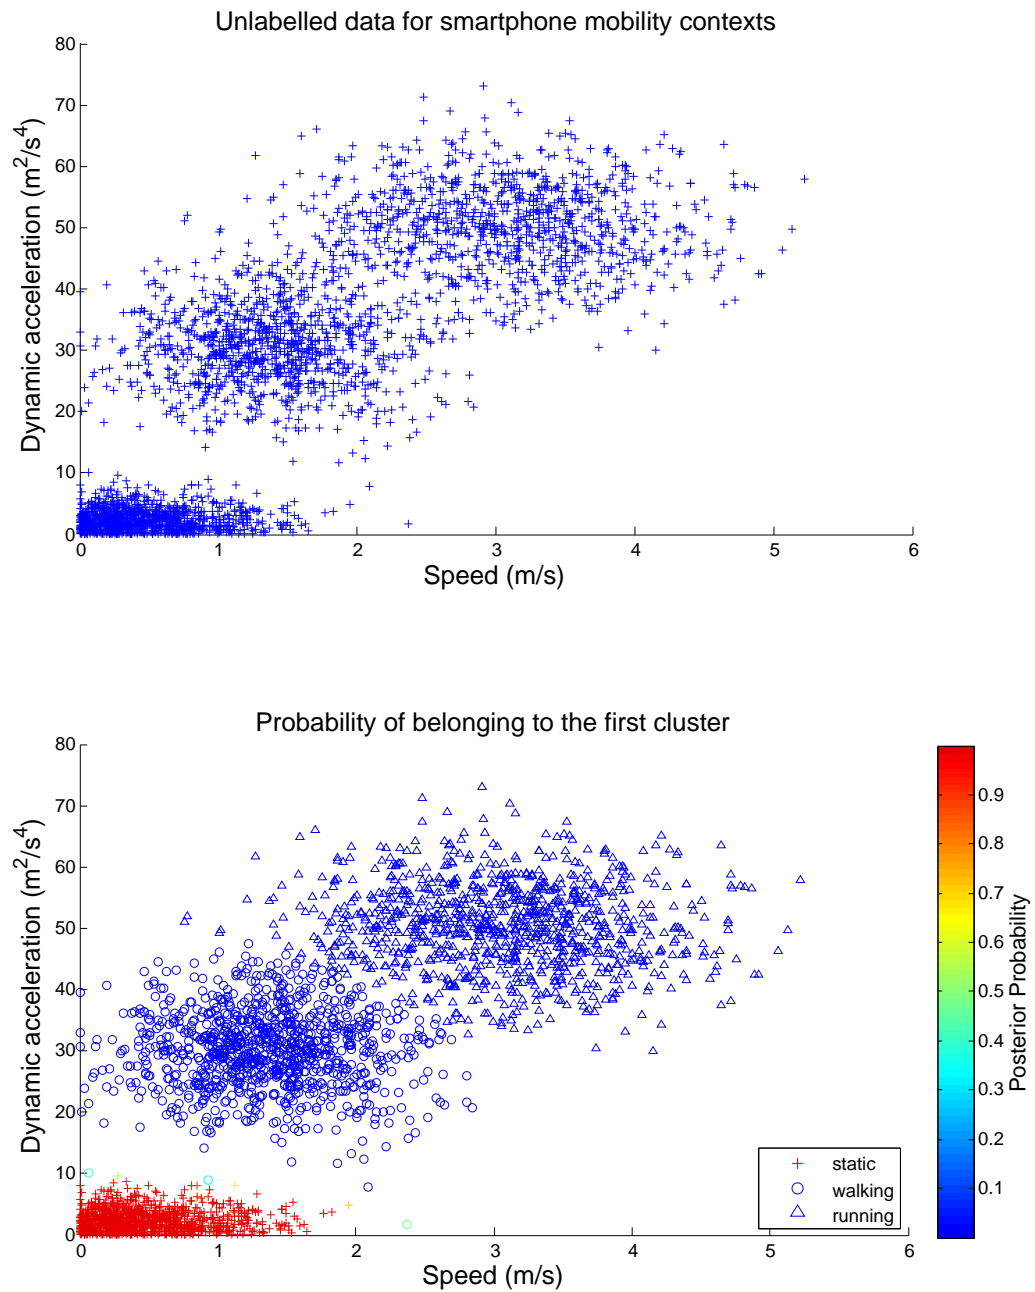 Unlabelled data for smartphone mobility contexts
Dynamic acceleration (m²/s⁴)
80
70
60
50
40
30
20
10
0
0 1 2 3 4 5 6
Speed (m/s)
Probability of belonging to the first cluster
Dynamic acceleration (m²/s⁴)
80
70
60
50
40
30
20
10
0
0 1 2 3 4 5 6
Speed (m/s)
static
walking
running
0.9
0.8
0.7
0.6
0.5
0.4
0.3
0.2
0.1
Posterior Probability